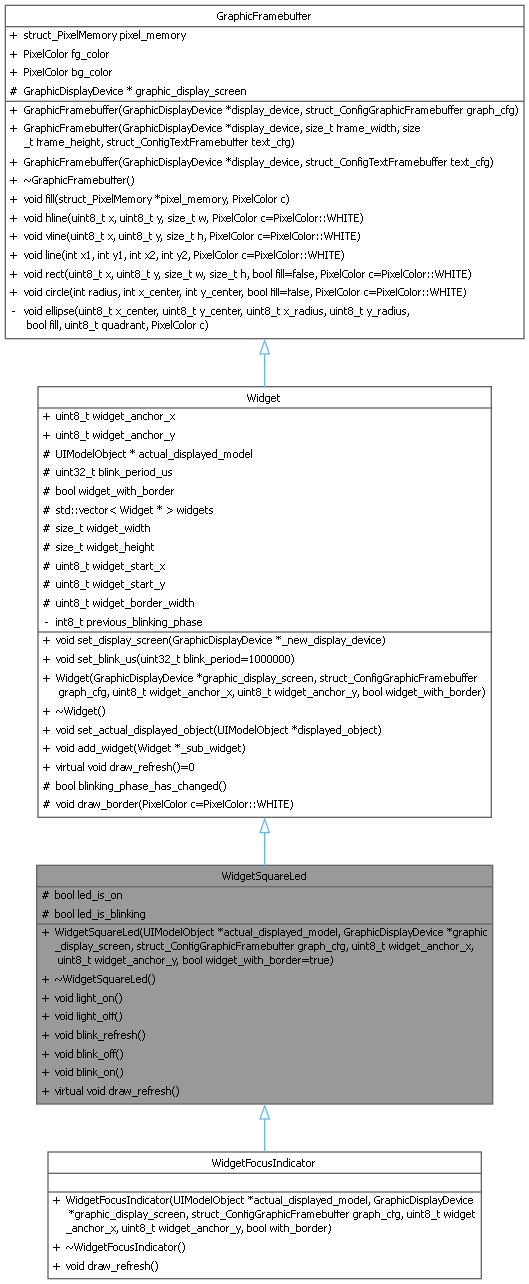 GraphicFramebuffer
+ struct_PixelMemory pixel_memory
+ PixelColor fg_color
+ PixelColor bg_color
# GraphicDisplayDevice * graphic_display_screen
+ GraphicFramebuffer(GraphicDisplayDevice *display_device, struct_ConfigGraphicFramebuffer graph_cfg)
+ GraphicFramebuffer(GraphicDisplayDevice *display_device, size_t frame_width, size
_t frame_height, struct_ConfigTextFramebuffer text_cfg)
+ GraphicFramebuffer(GraphicDisplayDevice *display_device, struct_ConfigTextFramebuffer text_cfg)
+ ~GraphicFramebuffer()
+ void fill(struct_PixelMemory *pixel_memory, PixelColor c)
+ void hline(uint8_t x, uint8_t y, size_t w, PixelColor c=PixelColor::WHITE)
+ void vline(uint8_t x, uint8_t y, size_t h, PixelColor c=PixelColor::WHITE)
+ void line(int x1, int y1, int x2, int y2, PixelColor c=PixelColor::WHITE)
+ void rect(uint8_t x, uint8_t y, size_t w, size_t h, bool fill=false, PixelColor c=PixelColor::WHITE)
+ void circle(int radius, int x_center, int y_center, bool fill=false, PixelColor c=PixelColor::WHITE)
- void ellipse(uint8_t x_center, uint8_t y_center, uint8_t x_radius, uint8_t y_radius,
bool fill, uint8_t quadrant, PixelColor c)
Widget
+ uint8_t widget_anchor_x
+ uint8_t widget_anchor_y
# UIModelObject * actual_displayed_model
# uint32_t blink_period_us
# bool widget_with_border
# std::vector< Widget * > widgets
# size_t widget_width
# size_t widget_height
# uint8_t widget_start_x
# uint8_t widget_start_y
# uint8_t widget_border_width
- int8_t previous_blinking_phase
+ void set_display_screen(GraphicDisplayDevice *_new_display_device)
+ void set_blink_us(uint32_t blink_period=1000000)
+ Widget(GraphicDisplayDevice *graphic_display_screen, struct_ConfigGraphicFramebuffer
graph_cfg, uint8_t widget_anchor_x, uint8_t widget_anchor_y, bool widget_with_border)
+ ~Widget()
+ void set_actual_displayed_object(UIModelObject *displayed_object)
+ void add_widget(Widget *_sub_widget)
+ virtual void draw_refresh()=0
# bool blinking_phase_has_changed()
# void draw_border(PixelColor c=PixelColor::WHITE)
WidgetSquareLed
# bool led_is_on
# bool led_is_blinking
+ WidgetSquareLed(UIModelObject *actual_displayed_model, GraphicDisplayDevice *graphic
_display_screen, struct_ConfigGraphicFramebuffer graph_cfg, uint8_t widget_anchor_x,
uint8_t widget_anchor_y, bool widget_with_border=true)
+ ~WidgetSquareLed()
+ void light_on()
+ void light_off()
+ void blink_refresh()
+ void blink_off()
+ void blink_on()
+ virtual void draw_refresh()
WidgetFocusIndicator
+ WidgetFocusIndicator(UIModelObject *actual_displayed_model, GraphicDisplayDevice
*graphic_display_screen, struct_ConfigGraphicFramebuffer graph_cfg, uint8_t widget
_anchor_x, uint8_t widget_anchor_y, bool with_border)
+ ~WidgetFocusIndicator()
+ void draw_refresh()